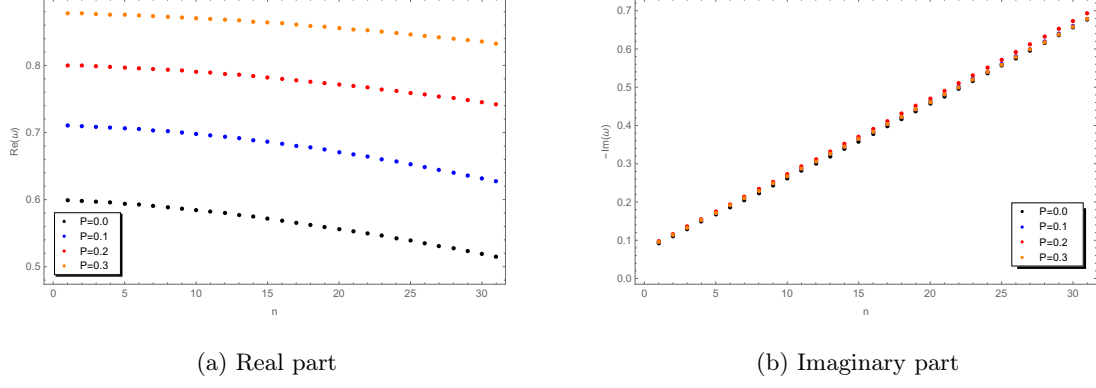 Re(ω)
0.8
0.7
0.6
0.5
P=0.0
P=0.1
P=0.2
P=0.3
0 5 10 15 20 25 30
n
(a) Real part
-Im(ω)
0.7
0.6
0.5
0.4
0.3
0.2
0.1
0.0
P=0.0
P=0.1
P=0.2
P=0.3
0 5 10 15 20 25 30
n
(b) Imaginary part